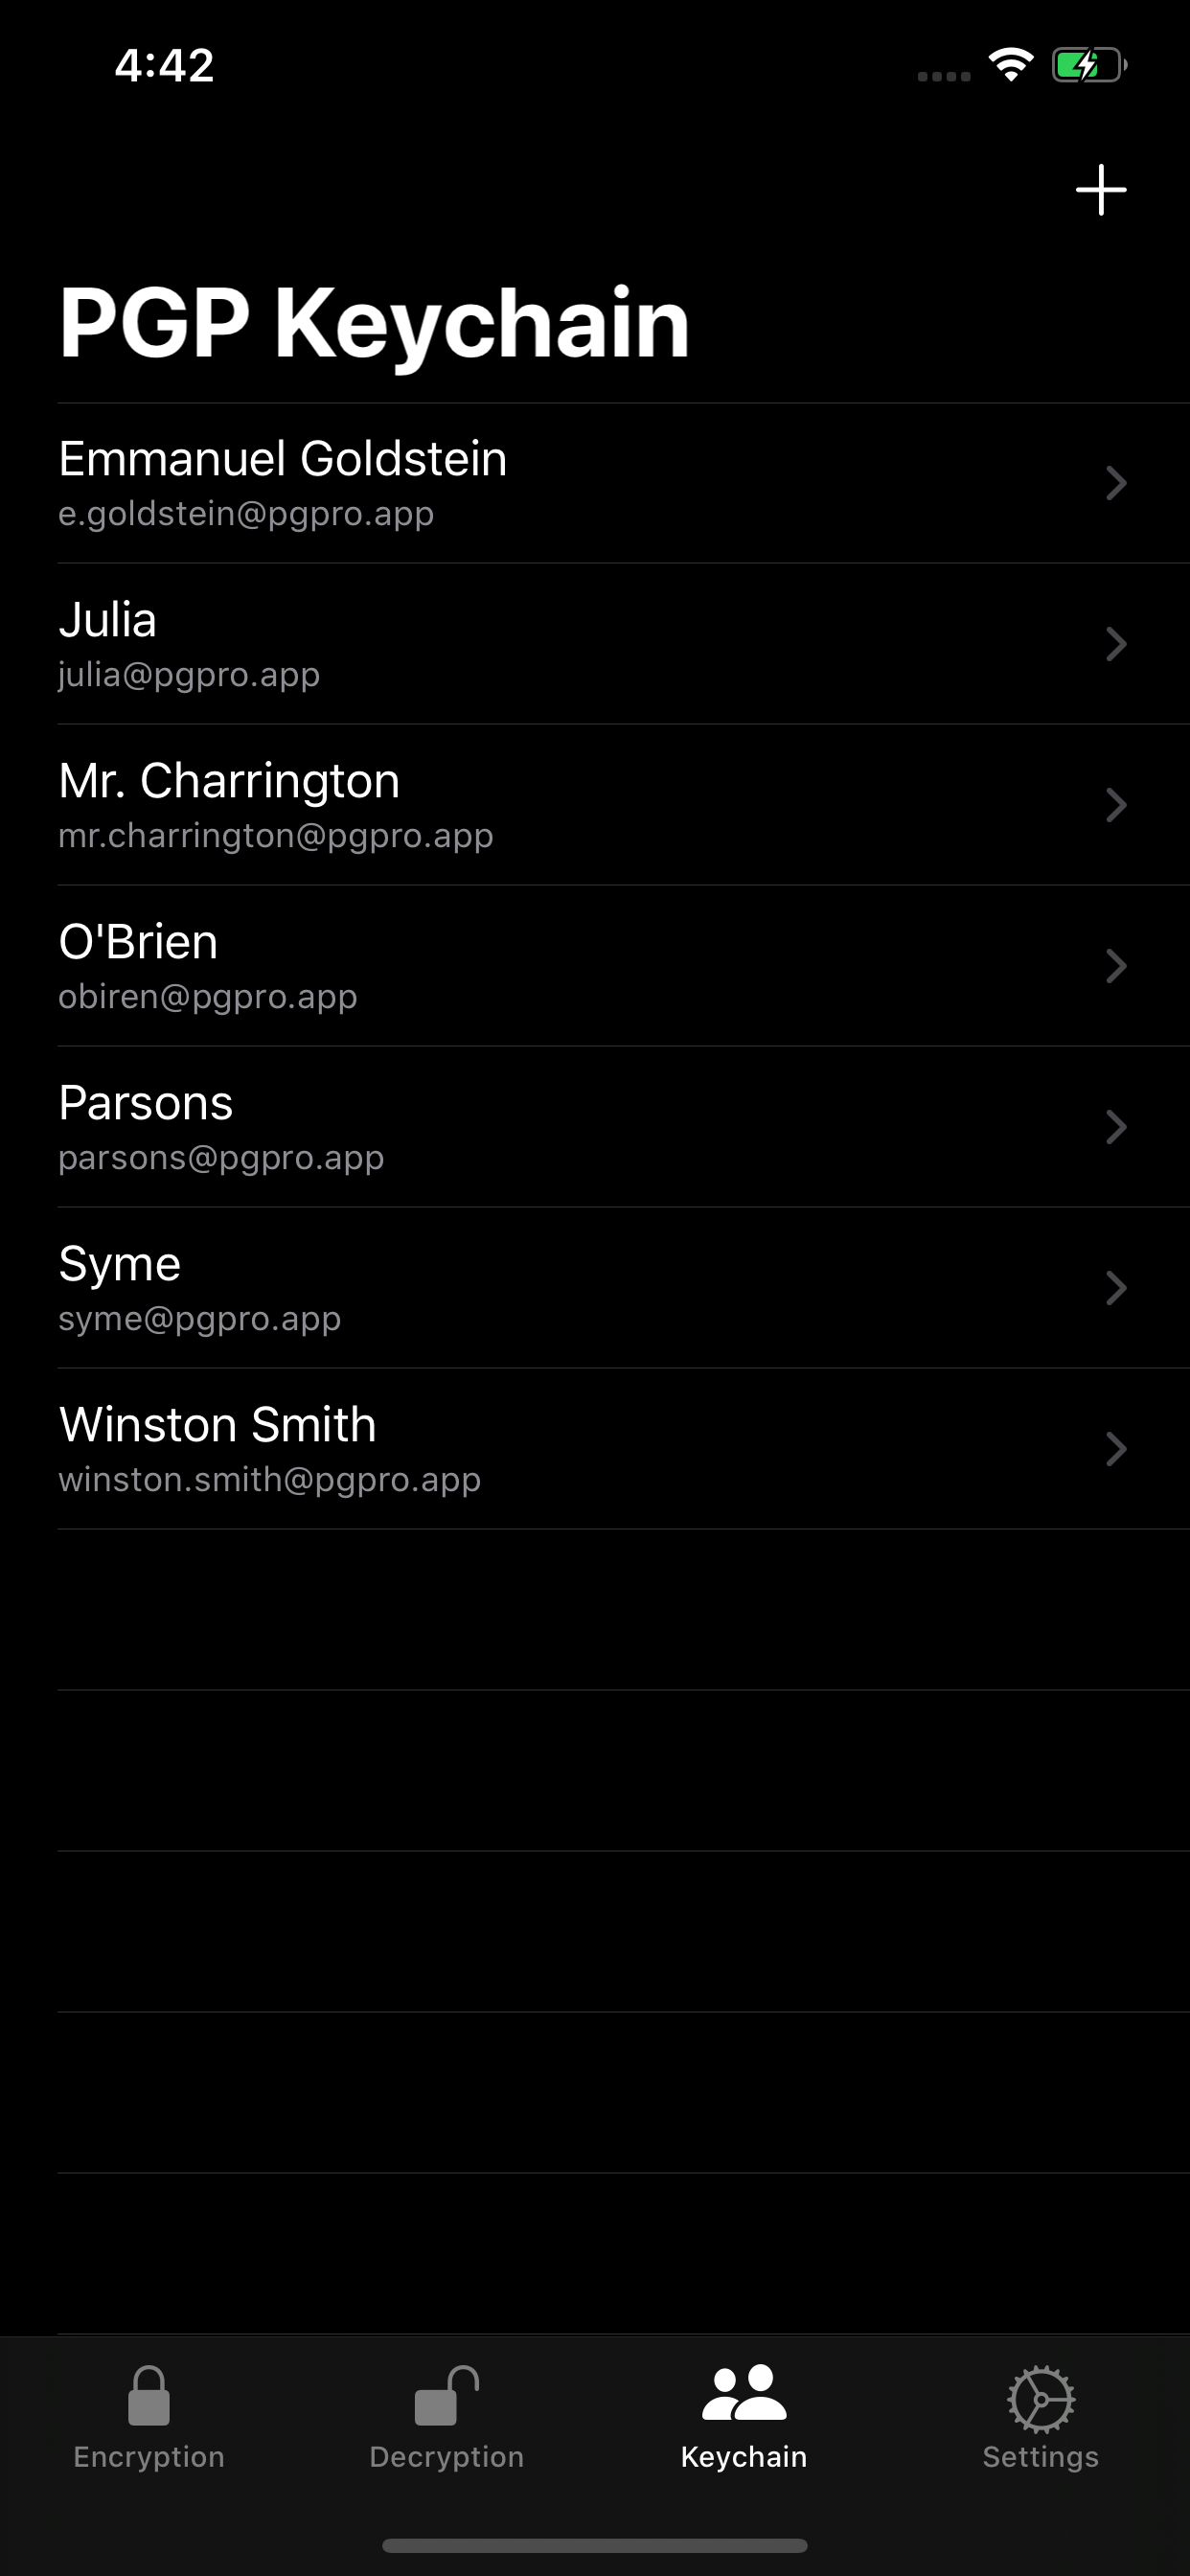 4:42
PGP Keychain
Emmanuel Goldstein
e.goldstein@pgpro.app
Julia
julia@pgpro.app
Mr. Charrington
mr.charrington@pgpro.app
O'Brien
obiren@pgpro.app
Parsons
parsons@pgpro.app
Syme
syme@pgpro.app
Winston Smith
winston.smith@pgpro.app
Encryption Decryption Keychain Settings